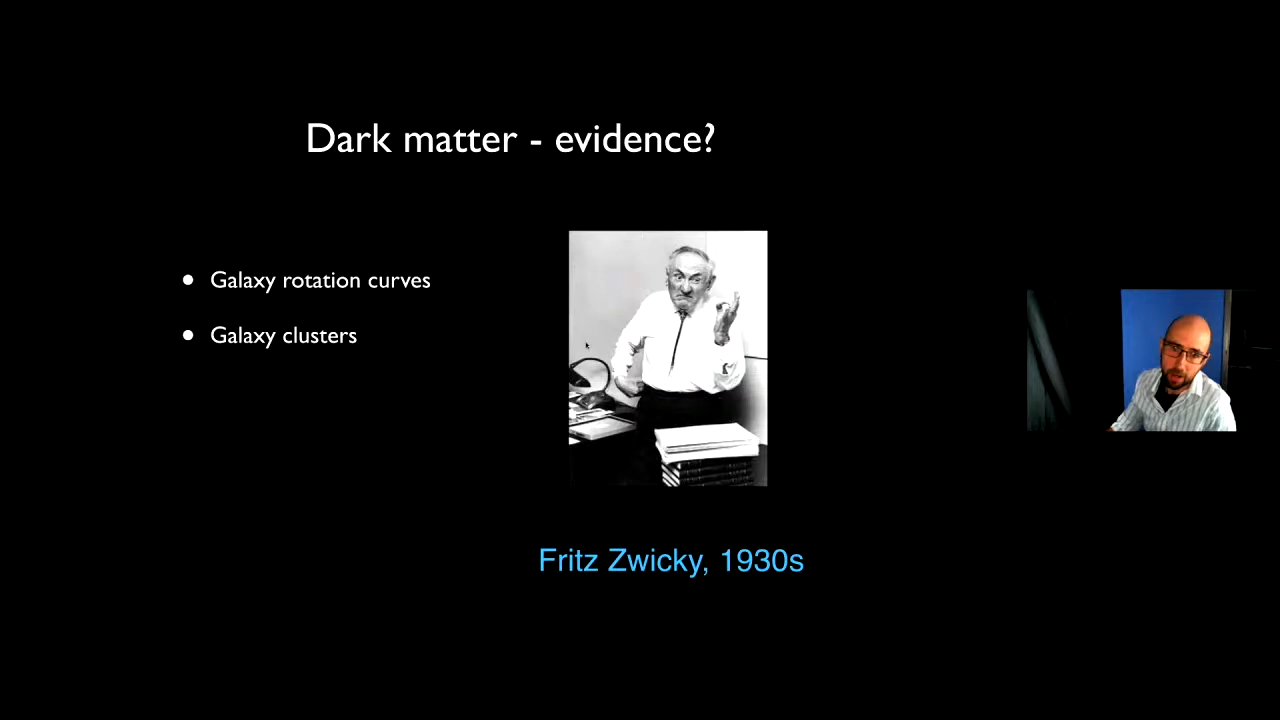 Dark matter - evidence?
• Galaxy rotation curves
• Galaxy clusters
Fritz Zwicky, 1930s